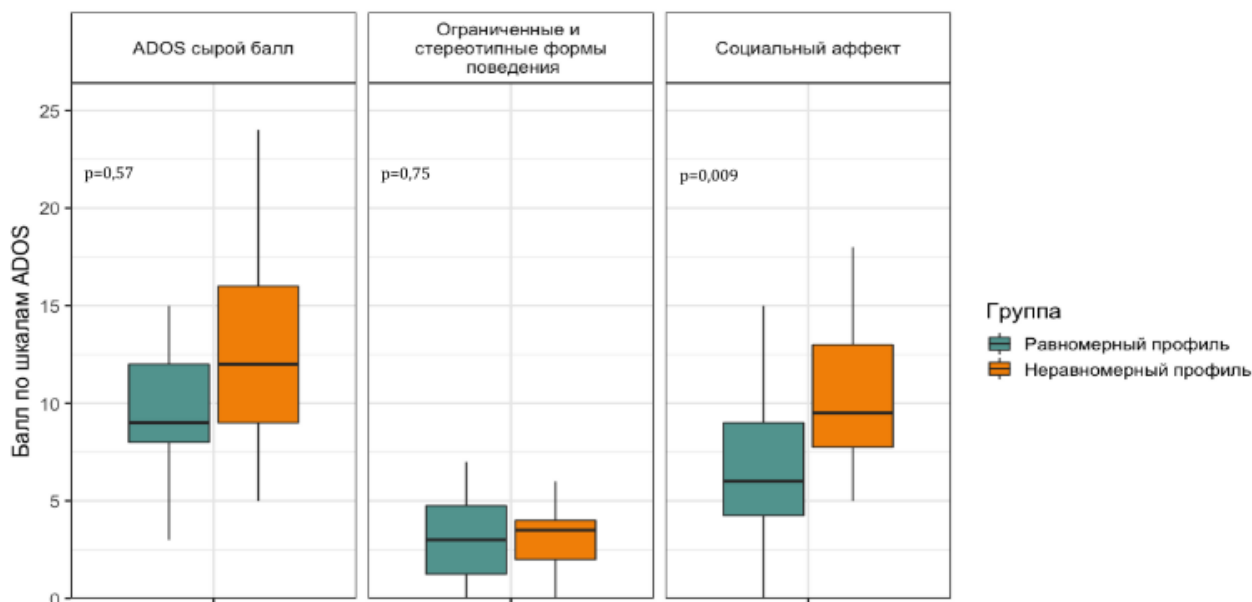 ADOS сырой балл
Ограниченные и
стереотипные формы
поведения
Социальный аффект
p=0,57
p=0,75
p=0,009
25
20
15
10
5
0
Балл по шкалам ADOS
Группа
Равномерный профиль
Неравномерный профиль